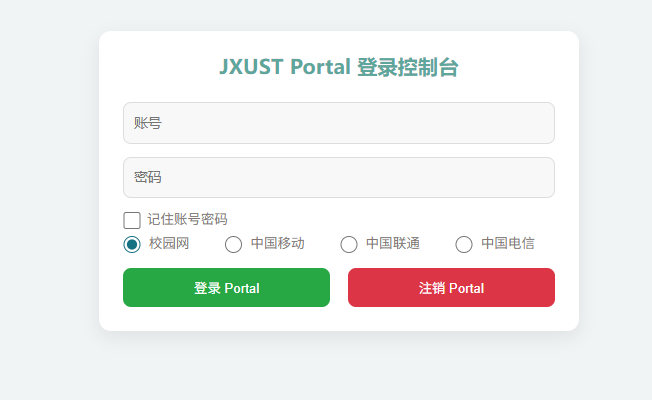 JXUST Portal 登录控制台
账号
密码
记住账号密码
校园网 中国移动 中国联通 中国电信
登录 Portal 注销 Portal